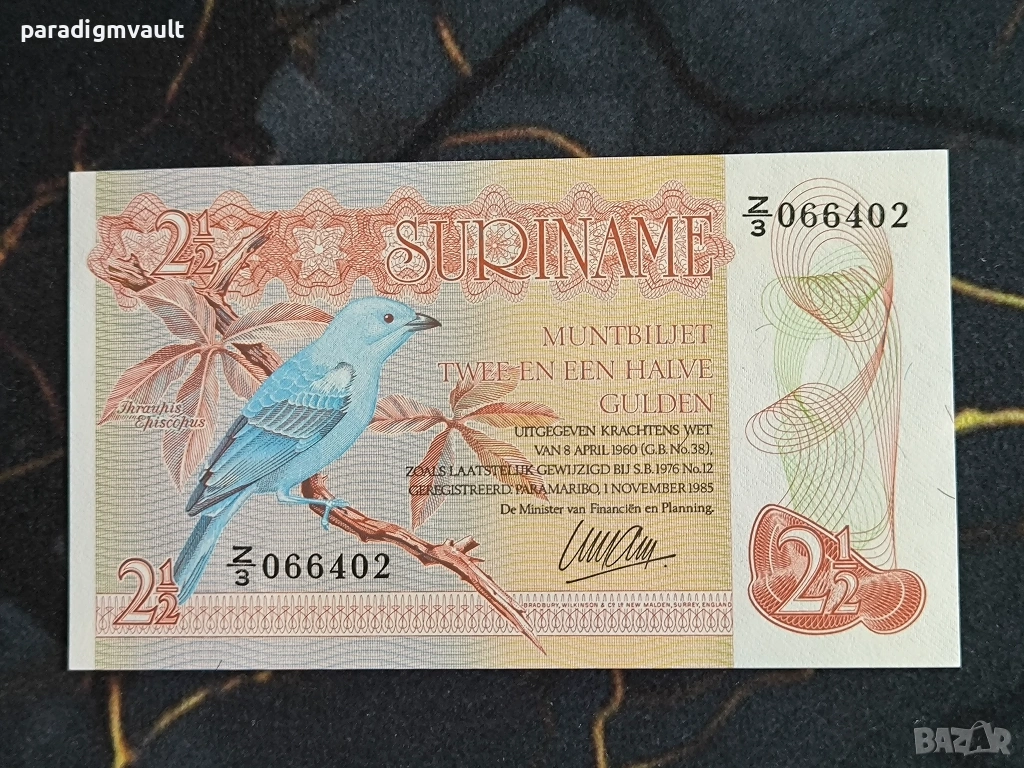 paradigmvault
2½
SURINAME
Z/3 066402
MUNTBILJET
TWEE EN EEN HALVE
GULDEN
Thraupis
Episcopus
UITGEGEVEN KRACHTENS WET
VAN 8 APRIL 1960 (G.B. No. 38),
ZOALS LAATSTELIJK GEWIJZIGD BIJ S.B. 1976 No. 12
GEREGISTREERD: PARAMARIBO, 1 NOVEMBER 1985
De Minister van Financiën en Planning.
Z/3 066402
2½
2½
BRADBURY, WILKINSON & Cº Lº NEW MALDEN, SURREY, ENGLAND
BAZAR